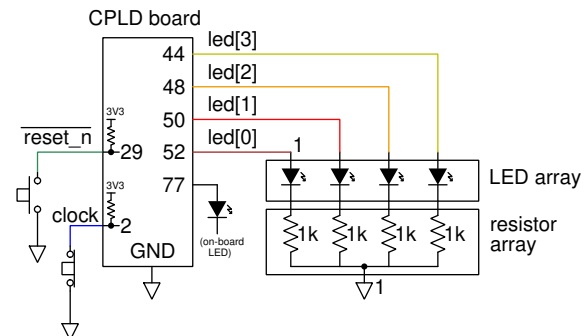 CPLD board
44
led[3]
48
led[2]
50
led[1]
52
led[0]
1
3V3
reset_n
29
77
LED array
3V3
clock
2
(on-board
LED)
1k
1k
1k
1k
resistor
array
GND
1